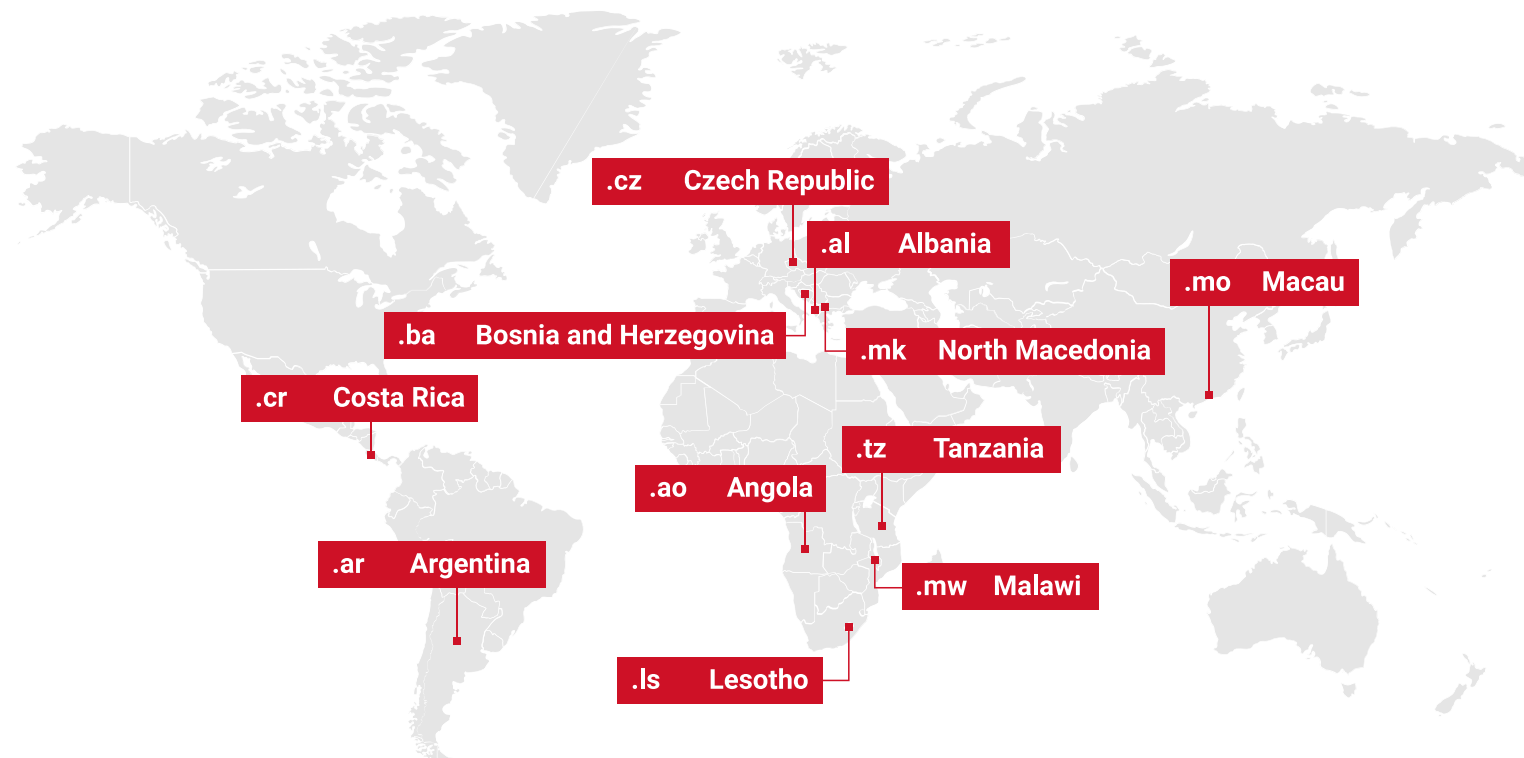 .cz Czech Republic
.al Albania
.mo Macau
.ba Bosnia and Herzegovina
.mk North Macedonia
.cr Costa Rica
.tz Tanzania
.ao Angola
.ar Argentina
.mw Malawi
.ls Lesotho